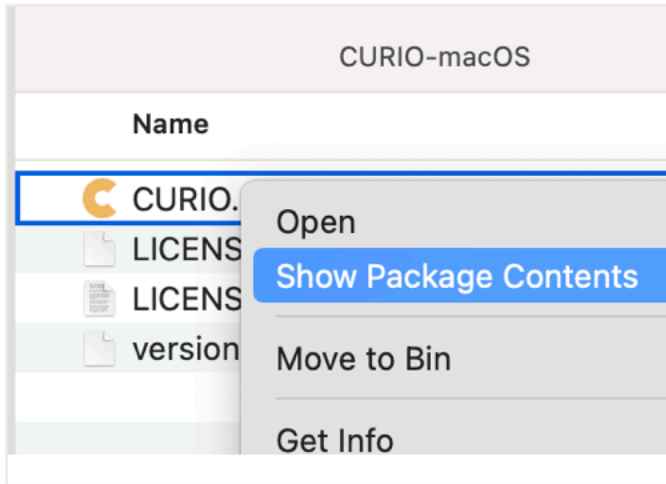 CURIO-macOS
Name
CURIO.
Open
LICENS
Show Package Contents
LICENS
version
Move to Bin
Get Info